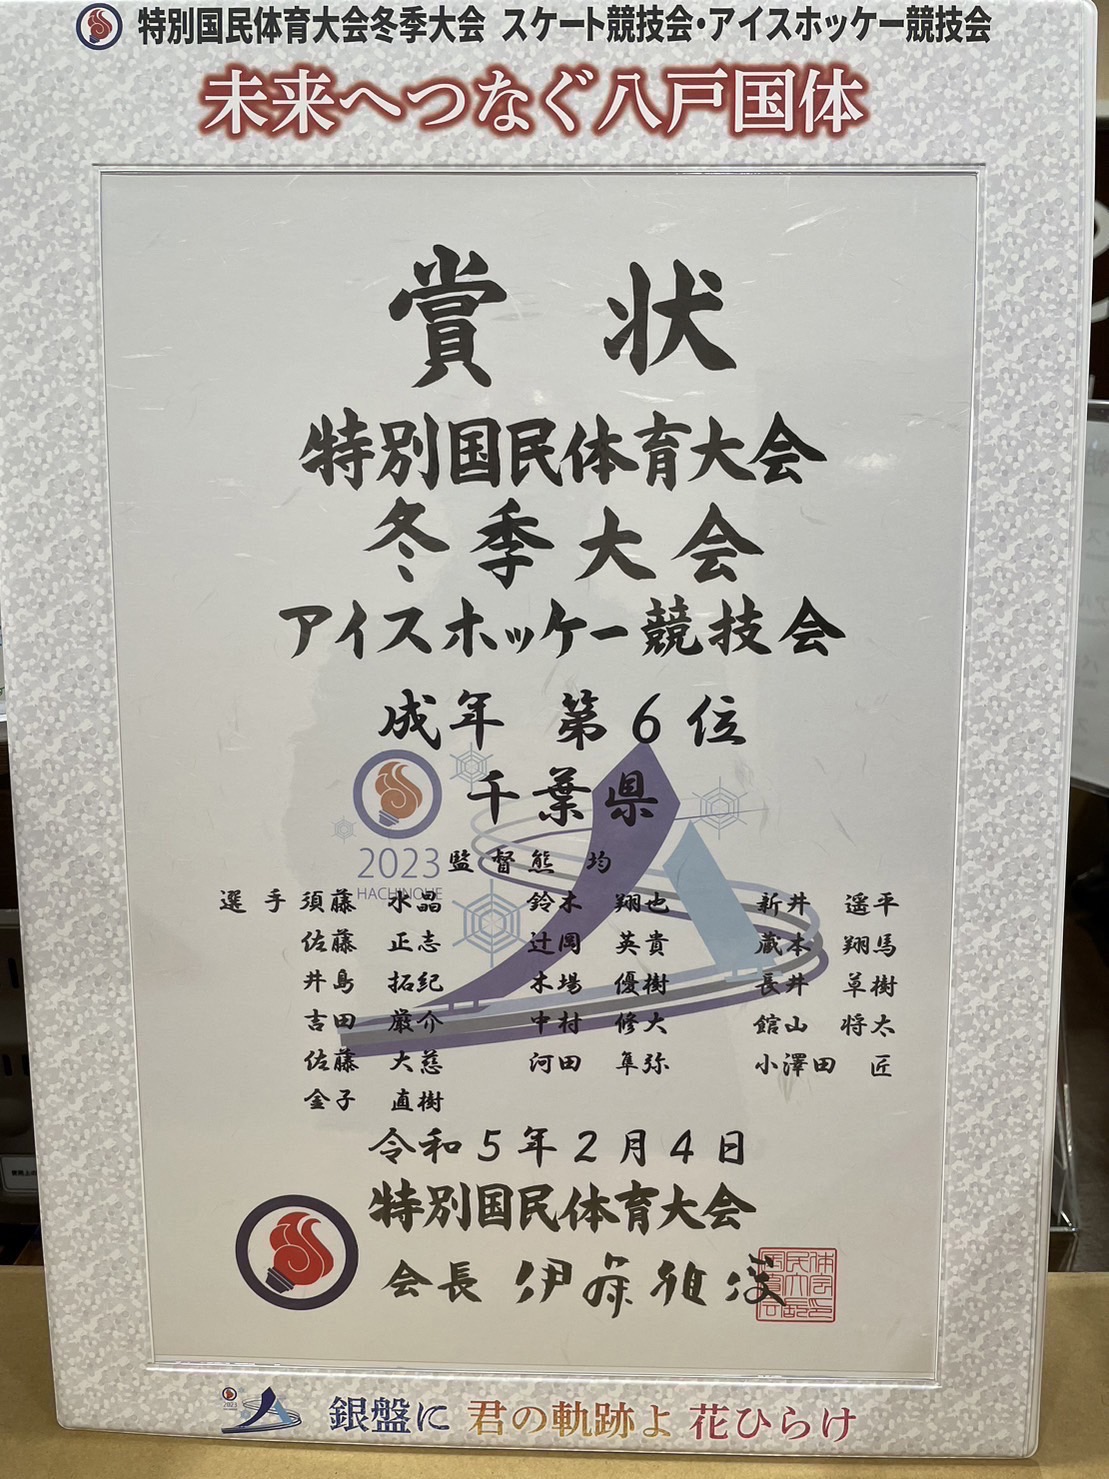 特別国民体育大会冬季大会 スケート競技会・アイスホッケー競技会
未来へつなぐ八戸国体
賞 状
特別国民体育大会
冬季大会
アイスホッケー競技会
成年 第6位
千葉県
2023
HACHINOHE
監督 熊 均
選手 須藤 水晶 鈴木 翔也 新井 遥平
佐藤 正志 辻岡 英貴 蔵本 翔馬
井島 拓紀 木場 優樹 長井 草樹
吉田 厳介 中村 修大 館山 将太
佐藤 大慈 河田 隼弥 小澤田 匠
金子 直樹
令和5年2月4日
特別国民体育大会
会長 伊藤雅俊
銀盤に 君の軌跡よ 花ひらけ